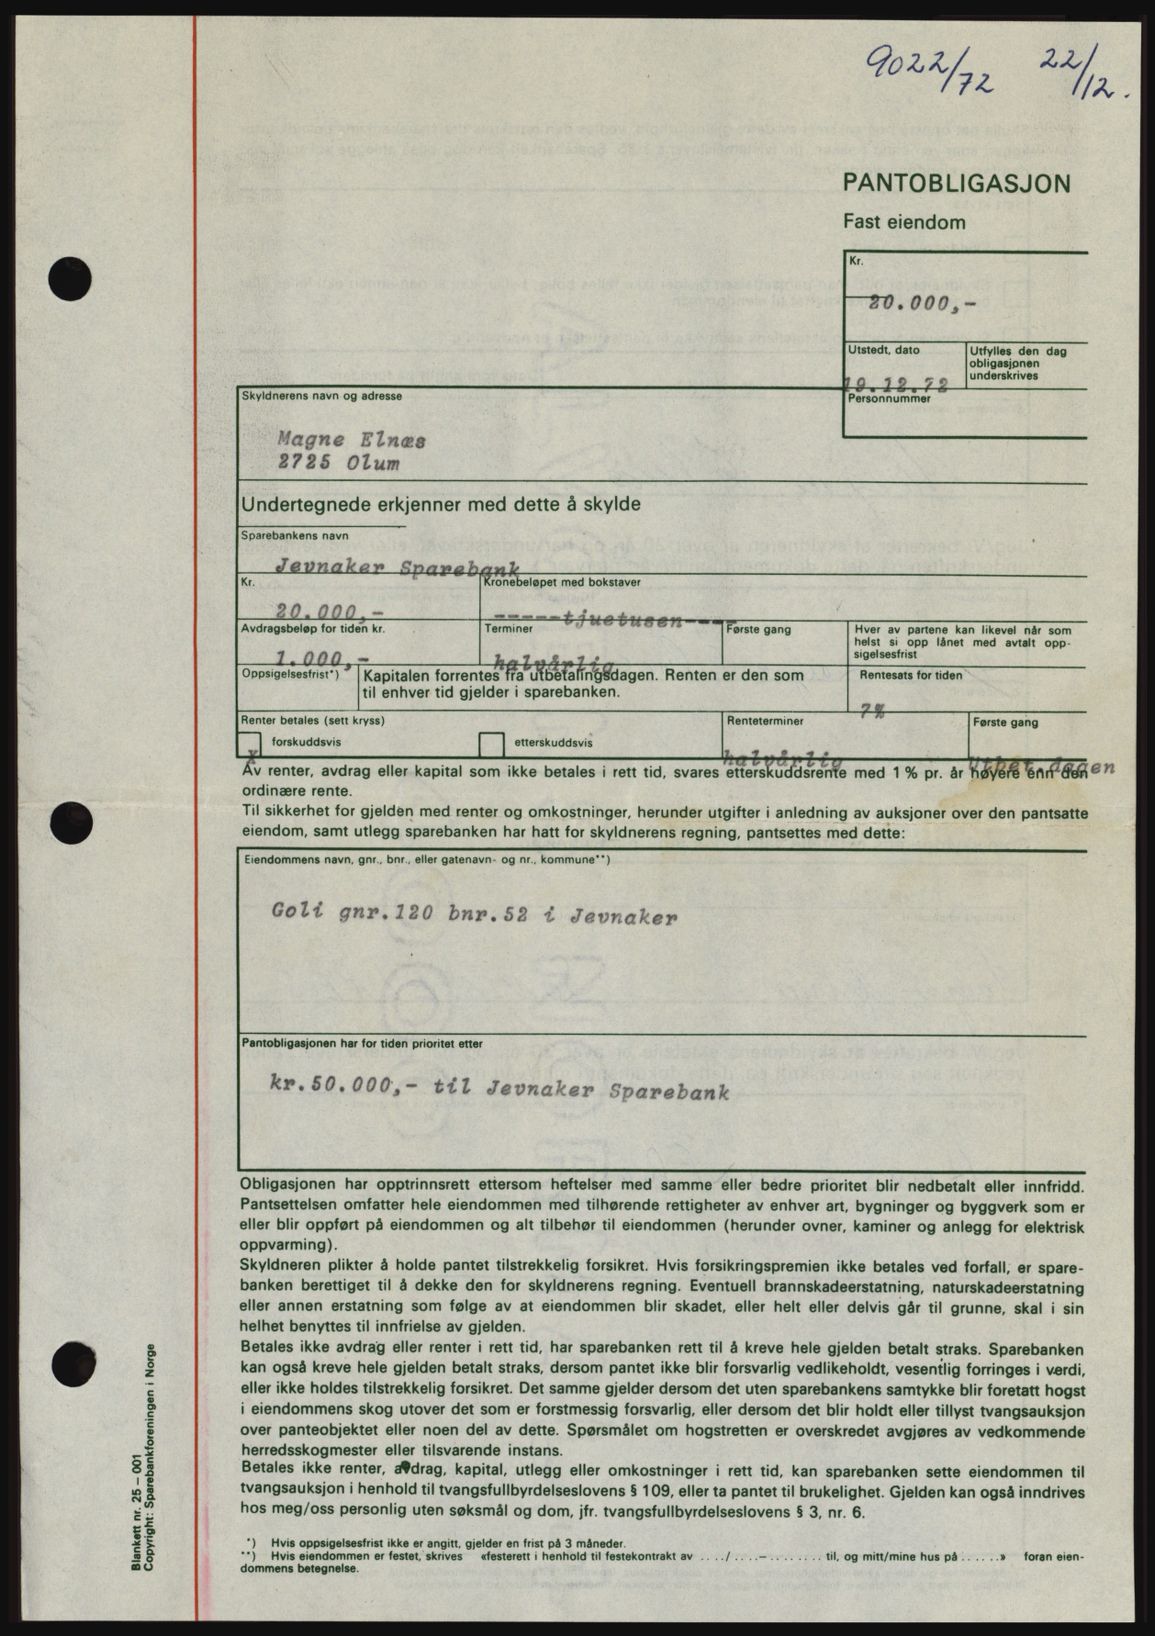 9022/72 22/12.
PANTOBLIGASJON
Fast eiendom
Kr.
20.000,-
Utstedt, dato
Utfylles den dag
obligasjonen
underskrives
19.12.72
Personnummer
Skyldnerens navn og adresse
Magne Elnæs
2725 Olum
Undertegnede erkjenner med dette å skylde
Sparebankens navn
Jevnaker Sparebank
Kr.
Kronebeløpet med bokstaver
20.000,-
-----tjuetusen----
Avdragsbeløp for tiden kr.
Terminer
Første gang
Hver av partene kan likevel når som
helst si opp lånet med avtalt opp-
sigelsesfrist
1.000,-
halvårlig
Oppsigelsesfrist*)
Kapitalen forrentes fra utbetalingsdagen. Renten er den som
til enhver tid gjelder i sparebanken.
Rentesats for tiden
7%
Renter betales (sett kryss)
Renteterminer
Første gang
forskuddsvis
etterskuddsvis
x
halvårlig
Utbet.dagen
Av renter, avdrag eller kapital som ikke betales i rett tid, svares etterskuddsrente med 1 % pr. år høyere enn den
ordinære rente.
Til sikkerhet for gjelden med renter og omkostninger, herunder utgifter i anledning av auksjoner over den pantsatte
eiendom, samt utlegg sparebanken har hatt for skyldnerens regning, pantsettes med dette:
Eiendommens navn, gnr., bnr., eller gatenavn- og nr., kommune**)
Goli gnr.120 bnr.52 i Jevnaker
Pantobligasjonen har for tiden prioritet etter
kr.50.000,- til Jevnaker Sparebank
Obligasjonen har opptrinnsrett ettersom heftelser med samme eller bedre prioritet blir nedbetalt eller innfridd.
Pantsettelsen omfatter hele eiendommen med tilhørende rettigheter av enhver art, bygninger og byggverk som er
eller blir oppført på eiendommen og alt tilbehør til eiendommen (herunder ovner, kaminer og anlegg for elektrisk
oppvarming).
Skyldneren plikter å holde pantet tilstrekkelig forsikret. Hvis forsikringspremien ikke betales ved forfall, er spare-
banken berettiget til å dekke den for skyldnerens regning. Eventuell brannskadeerstatning, naturskadeerstatning
eller annen erstatning som følge av at eiendommen blir skadet, eller helt eller delvis går til grunne, skal i sin
helhet benyttes til innfrielse av gjelden.
Betales ikke avdrag eller renter i rett tid, har sparebanken rett til å kreve hele gjelden betalt straks. Sparebanken
kan også kreve hele gjelden betalt straks, dersom pantet ikke blir forsvarlig vedlikeholdt, vesentlig forringes i verdi,
eller ikke holdes tilstrekkelig forsikret. Det samme gjelder dersom det uten sparebankens samtykke blir foretatt hogst
i eiendommens skog utover det som er forstmessig forsvarlig, eller dersom det blir holdt eller tillyst tvangsauksjon
over panteobjektet eller noen del av dette. Spørsmålet om hogstretten er overskredet avgjøres av vedkommende
herredsskogmester eller tilsvarende instans.
Betales ikke renter, avdrag, kapital, utlegg eller omkostninger i rett tid, kan sparebanken sette eiendommen til
tvangsauksjon i henhold til tvangsfullbyrdelseslovens § 109, eller ta pantet til brukelighet. Gjelden kan også inndrives
hos meg/oss personlig uten søksmål og dom, jfr. tvangsfullbyrdelseslovens § 3, nr. 6.
*) Hvis oppsigelsesfrist ikke er angitt, gjelder en frist på 3 måneder.
**) Hvis eiendommen er festet, skrives «festerett i henhold til festekontrakt av ..../....–........ til, og mitt/mine hus på ......» foran eien-
dommens betegnelse.
Blankett nr. 25 – 001
Copyright: Sparebankforeningen i Norge